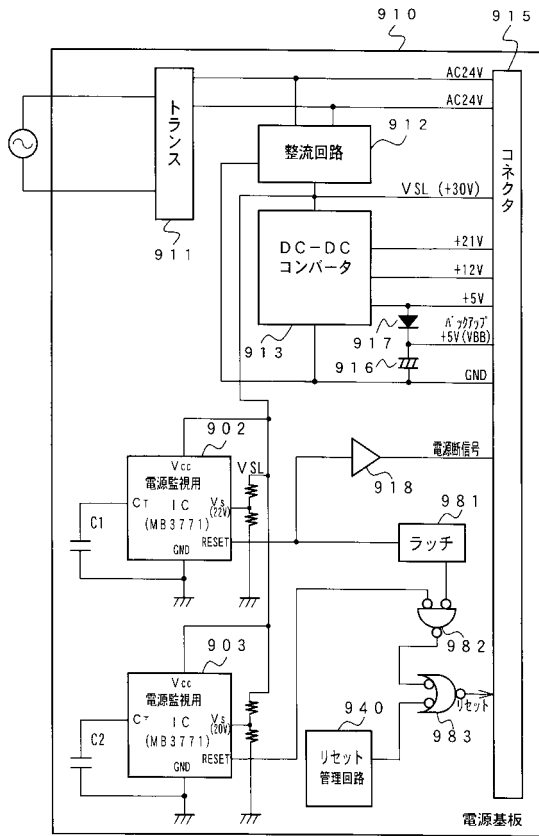 910
915
AC24V
AC24V
トランス
911
整流回路
912
コネクタ
VSL (+30V)
DC-DC
コンバータ
913
+21V
+12V
+5V
917
バックアップ
+5V(VBB)
916
GND
902
Vcc
電源監視用
IC
(MB3771)
CT
Vs
(22V)
RESET
GND
C1
VSL
電源断信号
918
981
ラッチ
982
903
Vcc
電源監視用
IC
(MB3771)
CT
Vs
(20V)
RESET
GND
C2
940
リセット
管理回路
983
リセット
電源基板